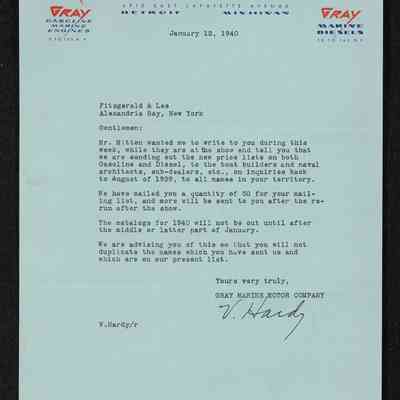 GRAY
GASOLINE
MARINE
ENGINES
EAST LAFAYETTE AVENUE
DETROIT MICHIGAN
GRAY
MARINE
DIESELS
January 12, 1940
Fitzgerald & Lee
Alexandria Bay, New York
Gentlemen:
Mr. Mitten wanted me to write to you during this
week, while they are at the show and tell you that
we are sending out the new price lists on both
Gasoline and Diesel, to the boat builders and naval
architects, sub-dealers, etc., on inquiries back
to August of 1939, to all names in your territory.
We have mailed you a quantity of 50 for your mail-
ing list, and more will be sent to you after the re-
run after the show.
The catalogs for 1940 will not be out until after
the middle or latter part of January.
We are advising you of this so that you will not
duplicate the names which you have sent us and
which are on our present list.
Yours very truly,
GRAY MARINE MOTOR COMPANY
V. Hardy
V.Hardy/r